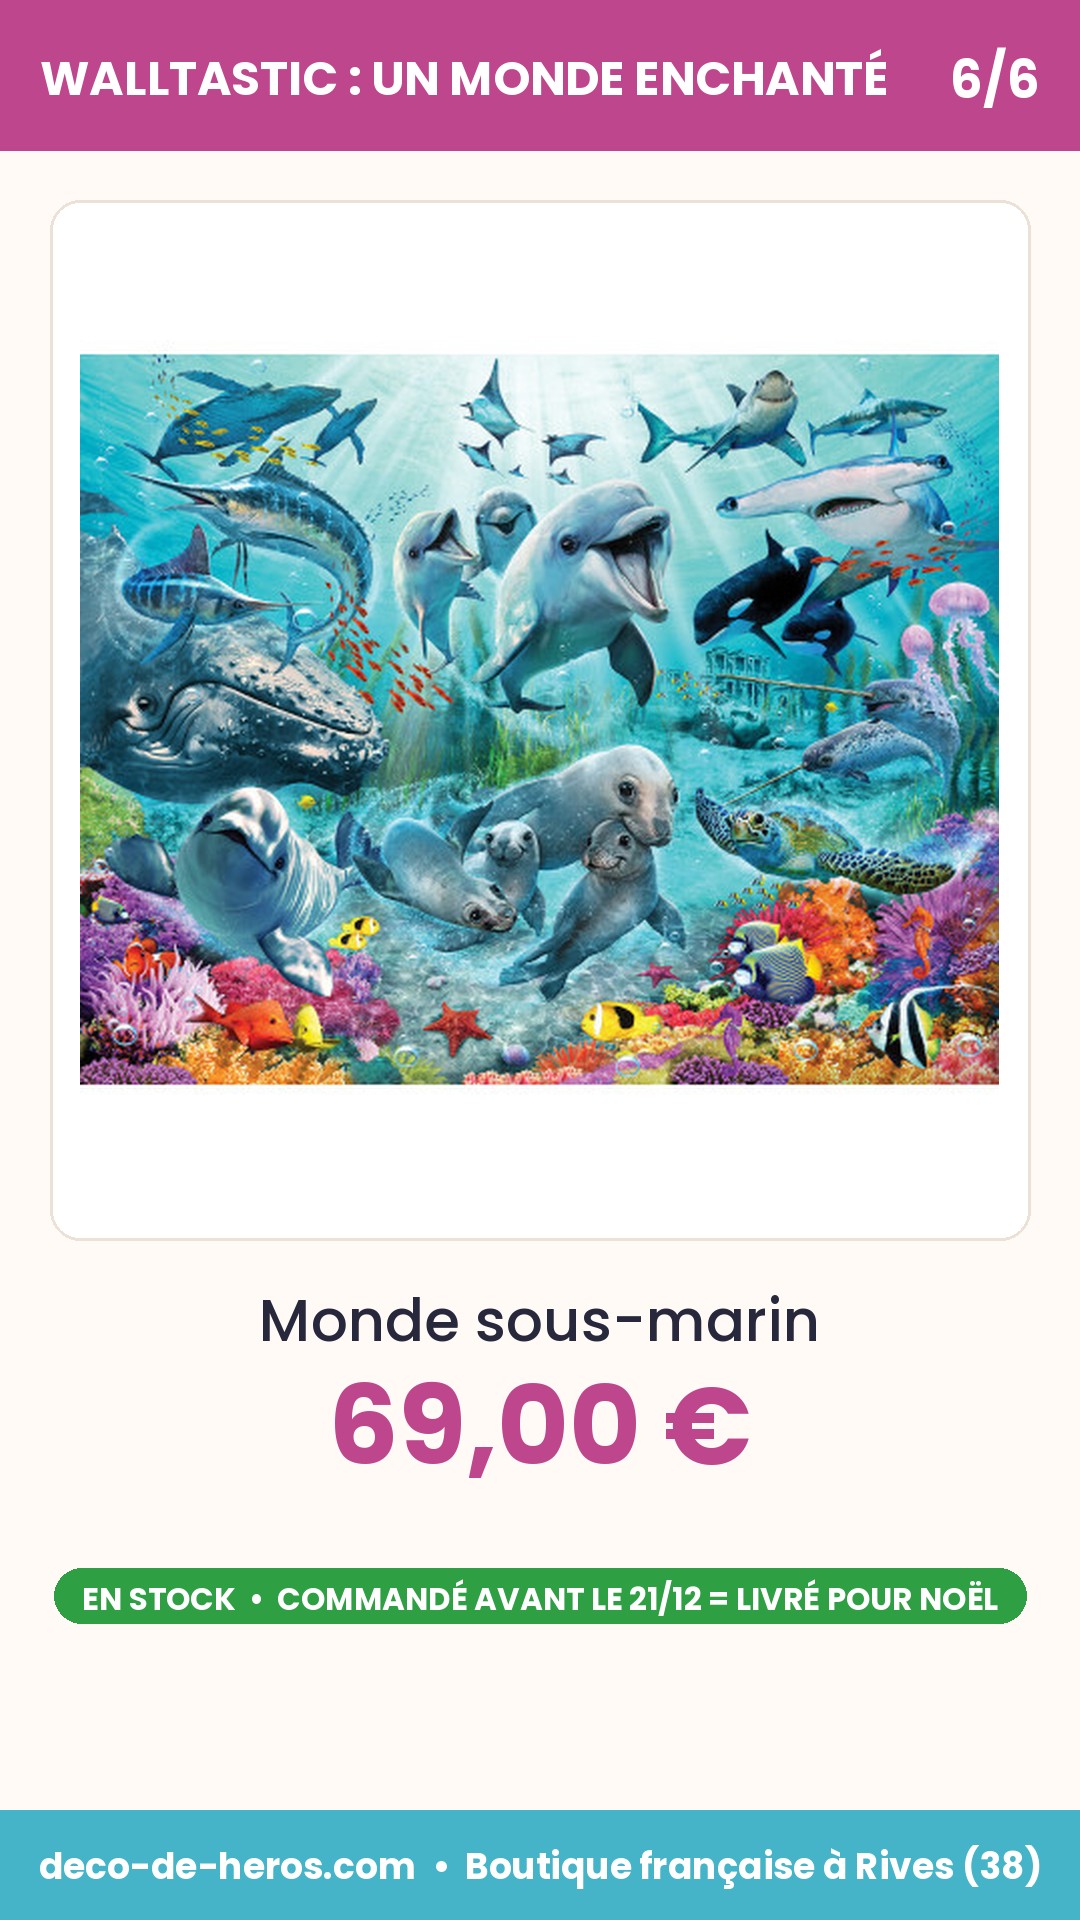 WALLTASTIC : UN MONDE ENCHANTÉ 6/6
Monde sous-marin
69,00 €
EN STOCK • COMMANDÉ AVANT LE 21/12 = LIVRÉ POUR NOËL
deco-de-heros.com • Boutique française à Rives (38)